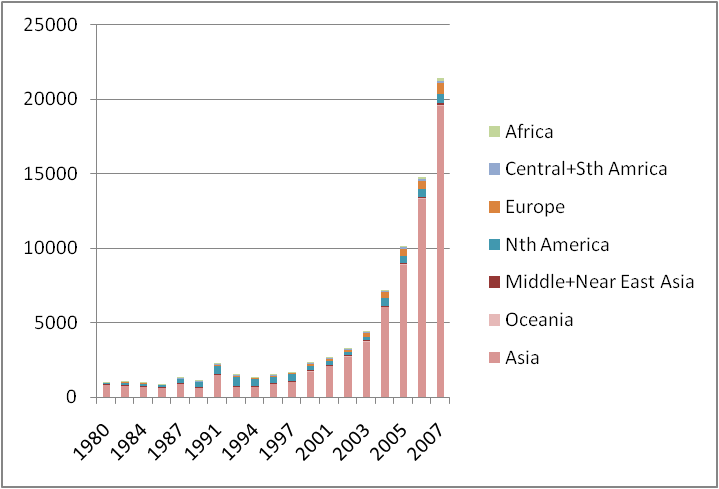 25000
20000
15000
10000
5000
0
1980
1984
1987
1991
1994
1997
2001
2003
2005
2007
Africa
Central+Sth Amrica
Europe
Nth America
Middle+Near East Asia
Oceania
Asia